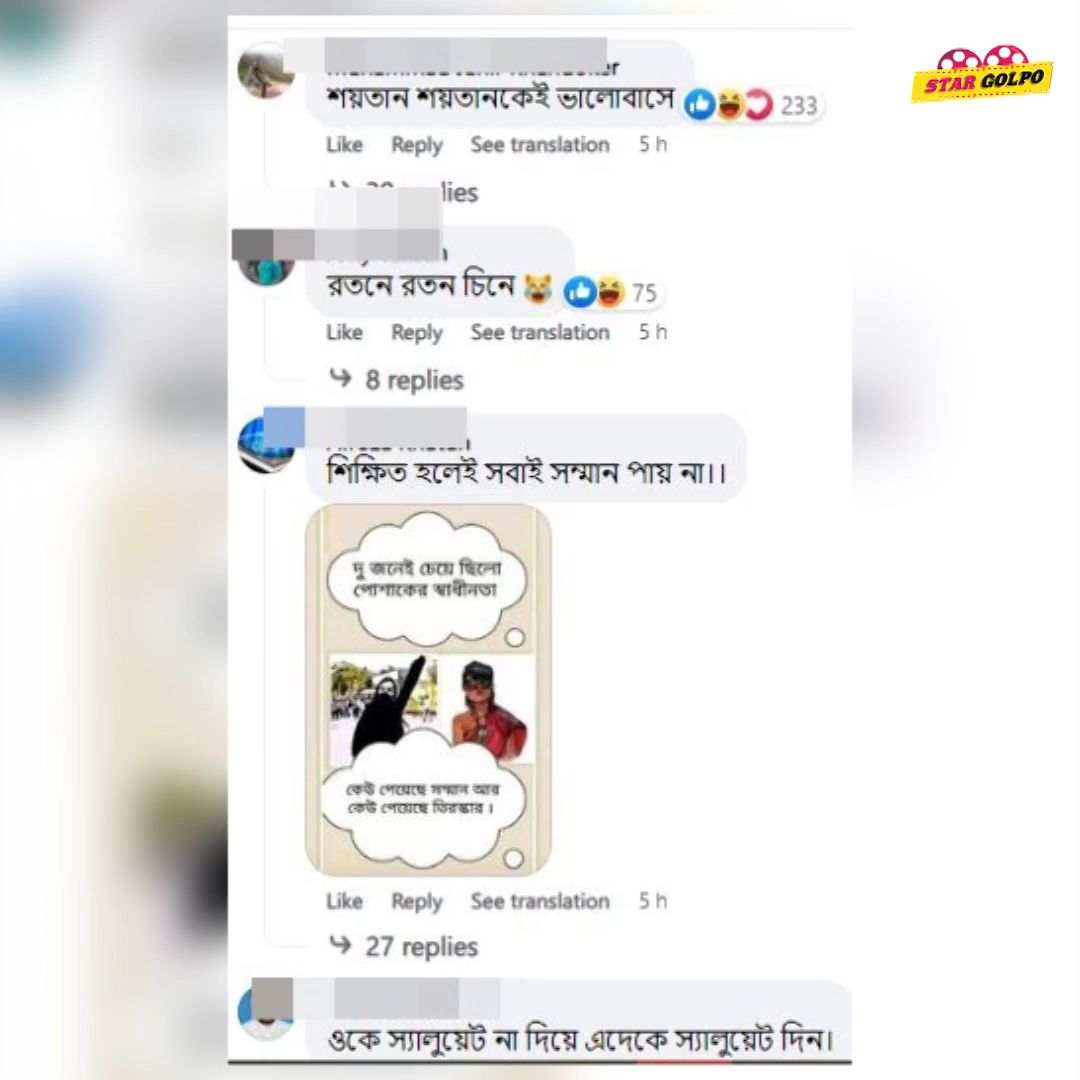 STAR GOLPO
শয়তান শয়তানকেই ভালোবাসে
233
Like Reply See translation 5 h
রতনে রতন চিনে
75
Like Reply See translation 5 h
8 replies
শিক্ষিত হলেই সবাই সম্মান পায় না।।
দু জনেই চেয়ে ছিলো
পোশাকের স্বাধীনতা
কেউ পেয়েছে সম্মান আর
কেউ পেয়েছে তিরস্কার ।
Like Reply See translation 5 h
27 replies
ওকে স্যালুয়েট না দিয়ে এদেকে স্যালুয়েট দিন।